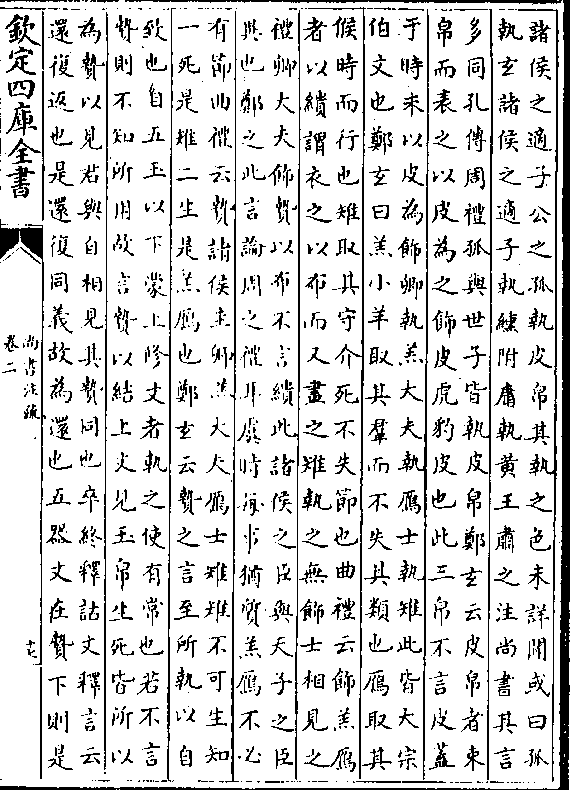 諸侯之適子公之孤執皮帛其執之色未詳聞或曰孤
執玄諸侯之適子執纁附庸執黄王肅之注尚書其言
多同孔傳周禮孤與世子皆執皮帛鄭玄云皮帛者束
帛而表之以皮為之飾皮虎豹皮也此三帛不言皮蓋
于時未以皮為飾卿執羔大夫執雁士執雉此皆大宗
伯文也鄭玄曰羔小羊取其羣而不失其類也雁取其
候時而行也雉取其守介死不失節也曲禮云飾羔雁
者以繢謂衣之以布而又畫之雉執之無飾士相見之
禮卿大夫飾贄以布不言繢此諸侯之臣與天子之臣
異也鄭之此言論周之禮耳虞時每事猶質羔雁不必
有飾曲禮云贄諸侯圭卿羔大夫雁士雉雉不可生知
一死是雉二生是羔雁也鄭玄云贄之言至所執以自
致也自五玉以下蒙上修文者執之使有常也若不言
贄則不知所用故言贄以結上文見玉帛生死皆所以
為贄以見君與自相見其贄同也卒終釋詁文釋言云
還復返也是還復同義故為還也五器文在贄下則是
欽定四庫全書
尚書注疏
卷二